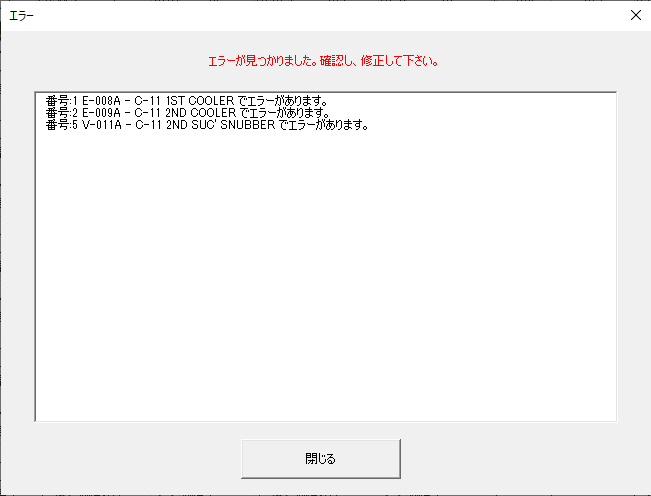 エラー
エラーが見つかりました。確認し、修正して下さい。
番号:1 E-008A - C-11 1ST COOLER でエラーがあります。
番号:2 E-009A - C-11 2ND COOLER でエラーがあります。
番号:5 V-011A - C-11 2ND SUC' SNUBBER でエラーがあります。
閉じる